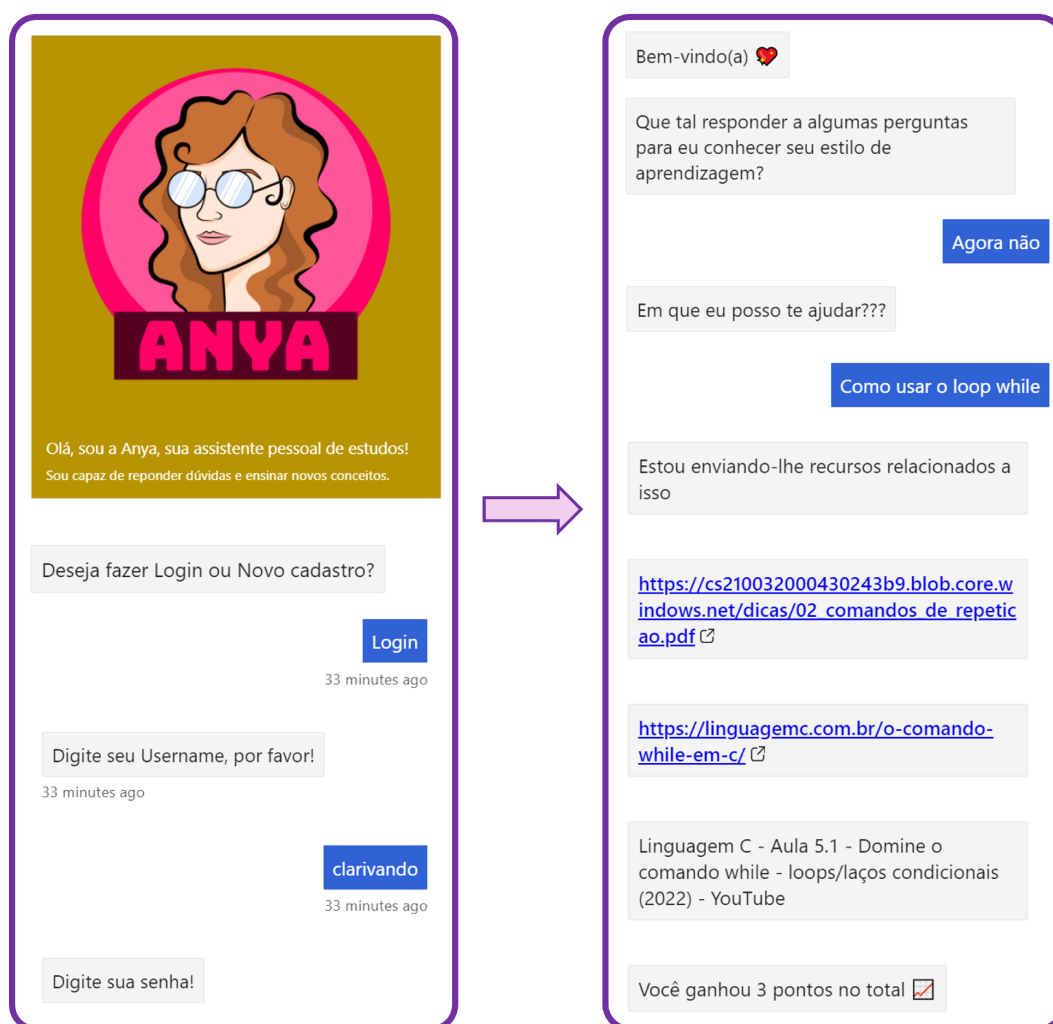 ANYA
Olá, sou a Anya, sua assistente pessoal de estudos!
Sou capaz de reponder dúvidas e ensinar novos conceitos.
Deseja fazer Login ou Novo cadastro?
Login
33 minutes ago
Digite seu Username, por favor!
33 minutes ago
clarivando
33 minutes ago
Digite sua senha!
Bem-vindo(a) 💖
Que tal responder a algumas perguntas
para eu conhecer seu estilo de
aprendizagem?
Agora não
Em que eu posso te ajudar???
Como usar o loop while
Estou enviando-lhe recursos relacionados a
isso
https://cs210032000430243b9.blob.core.w
indows.net/dicas/02_comandos_de_repetic
ao.pdf
https://linguagemc.com.br/o-comando-
while-em-c/
Linguagem C - Aula 5.1 - Domine o
comando while - loops/laços condicionais
(2022) - YouTube
Você ganhou 3 pontos no total 📈